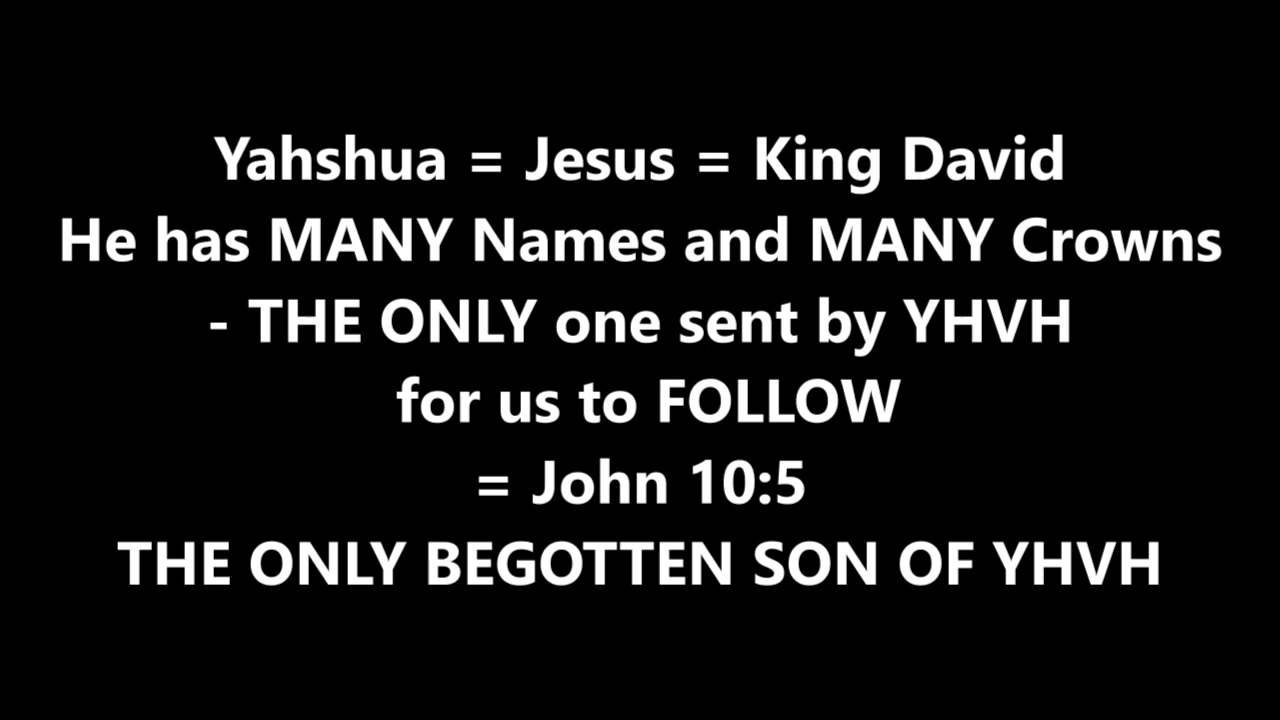 Yahshua = Jesus = King David
He has MANY Names and MANY Crowns
- THE ONLY one sent by YHVH
for us to FOLLOW
= John 10:5
THE ONLY BEGOTTEN SON OF YHVH